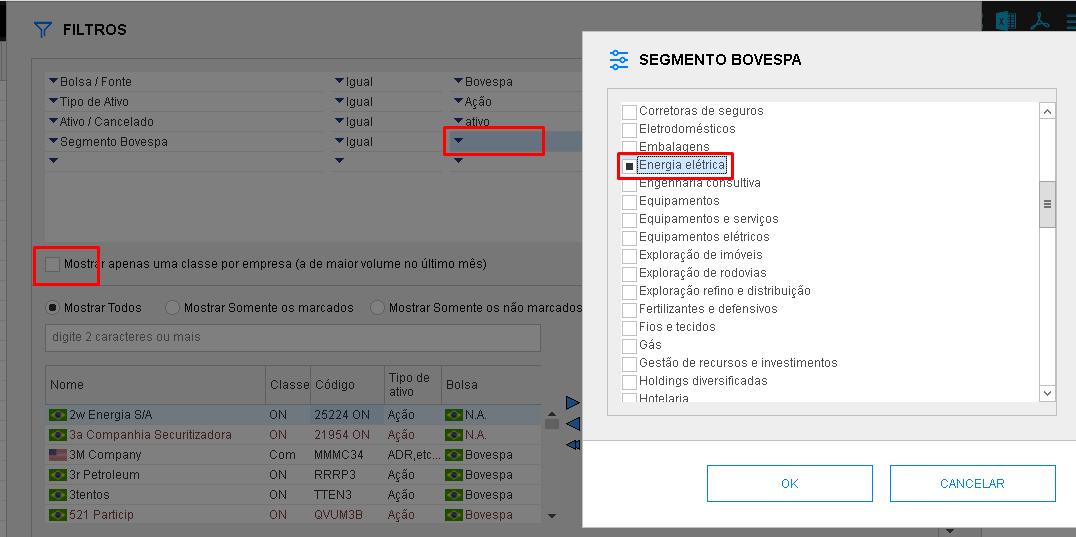 FILTROS
Bolsa / Fonte Igual Bovespa
Tipo de Ativo Igual Ação
Ativo / Cancelado Igual ativo
Segmento Bovespa Igual
Mostrar apenas uma classe por empresa (a de maior volume no último mês)
Mostrar Todos Mostrar Somente os marcados Mostrar Somente os não marcados
digite 2 caracteres ou mais
Nome Classe Código Tipo de ativo Bolsa
2w Energia S/A ON 25224 ON Ação N.A.
3a Companhia Securitizadora ON 21954 ON Ação N.A.
3M Company Com MMMC34 ADR,etc... Bovespa
3r Petroleum ON RRRP3 Ação Bovespa
3tentos ON TTEN3 Ação Bovespa
521 Particip ON QVUM3B Ação Bovespa
SEGMENTO BOVESPA
Corretoras de seguros
Eletrodomésticos
Embalagens
Energia elétrica
Engenharia consultiva
Equipamentos
Equipamentos e serviços
Equipamentos elétricos
Exploração de imóveis
Exploração de rodovias
Exploração refino e distribuição
Fertilizantes e defensivos
Fios e tecidos
Gás
Gestão de recursos e investimentos
Holdings diversificadas
Hotelaria
OK CANCELAR